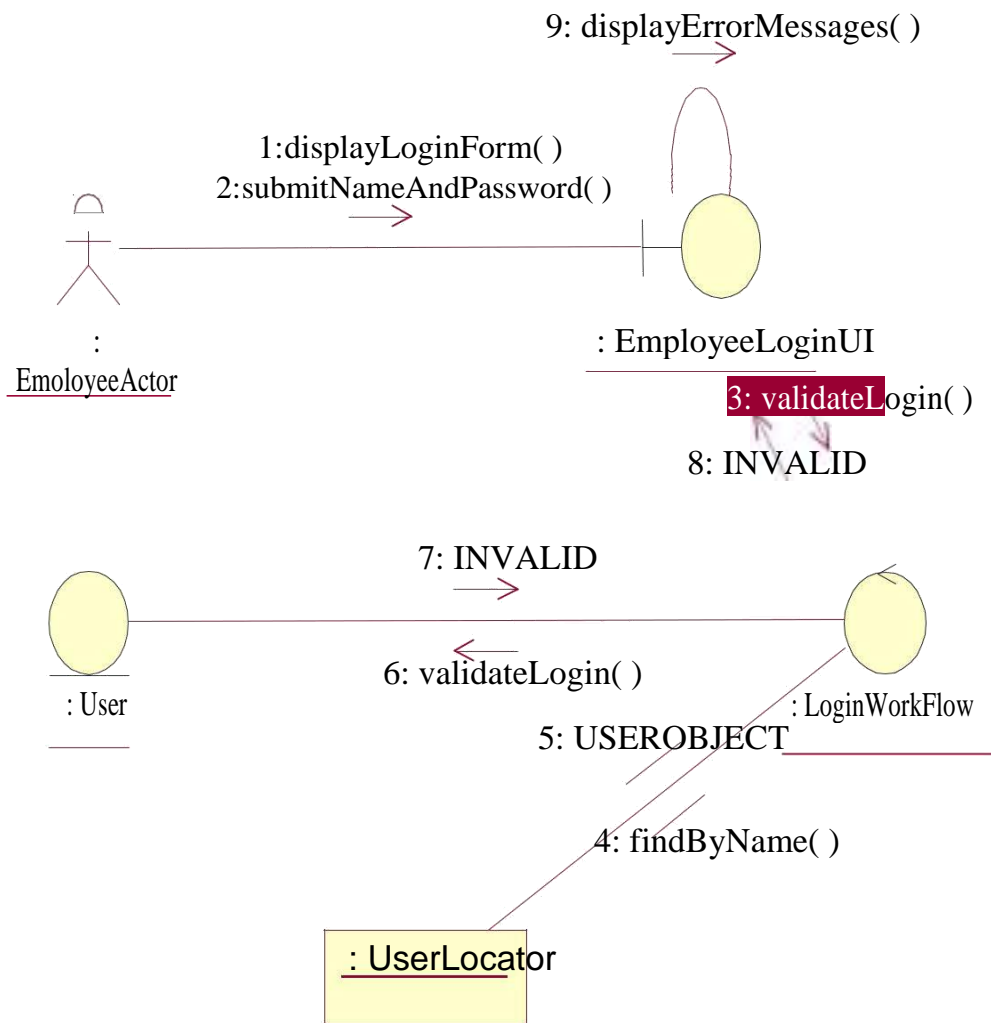 9: displayErrorMessages( )
1:displayLoginForm( )
2:submitNameAndPassword( )
:
EmoloyeeActor
: EmployeeLoginUI
3: validateLogin( )
8: INVALID
7: INVALID
6: validateLogin( )
: User
: LoginWorkFlow
5: USEROBJECT
4: findByName( )
: UserLocator